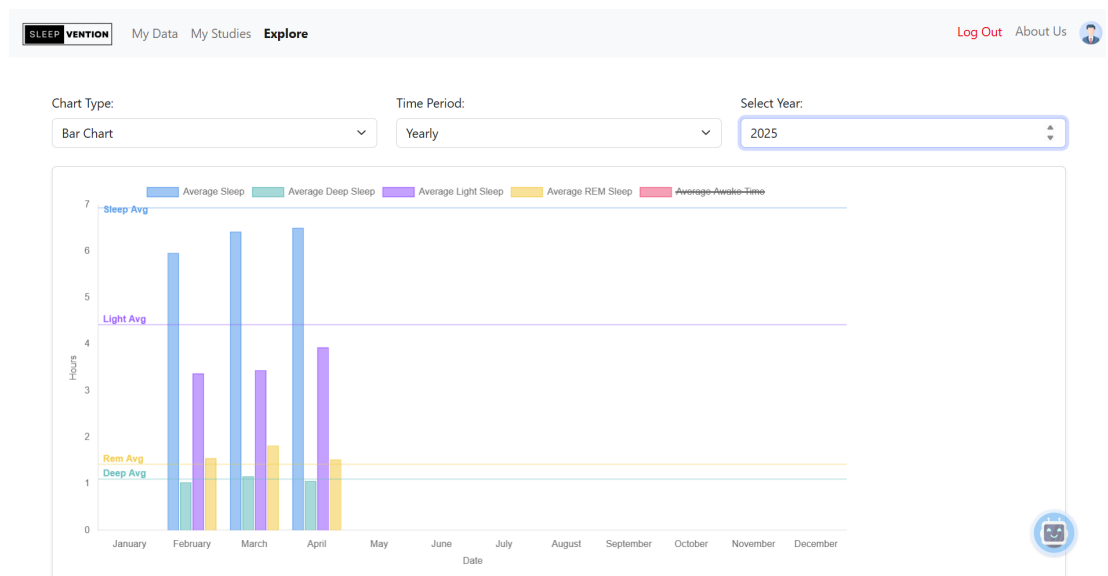 SLEEP VENTION My Data My Studies Explore Log Out About Us
Chart Type: Time Period: Select Year:
Bar Chart Yearly 2025
Average Sleep Average Deep Sleep Average Light Sleep Average REM Sleep Average Awake Time
7
Sleep Avg
6
5
Light Avg
4
Hours
3
2
Rem Avg
Deep Avg
1
0
January February March April May June July August September October November December
Date